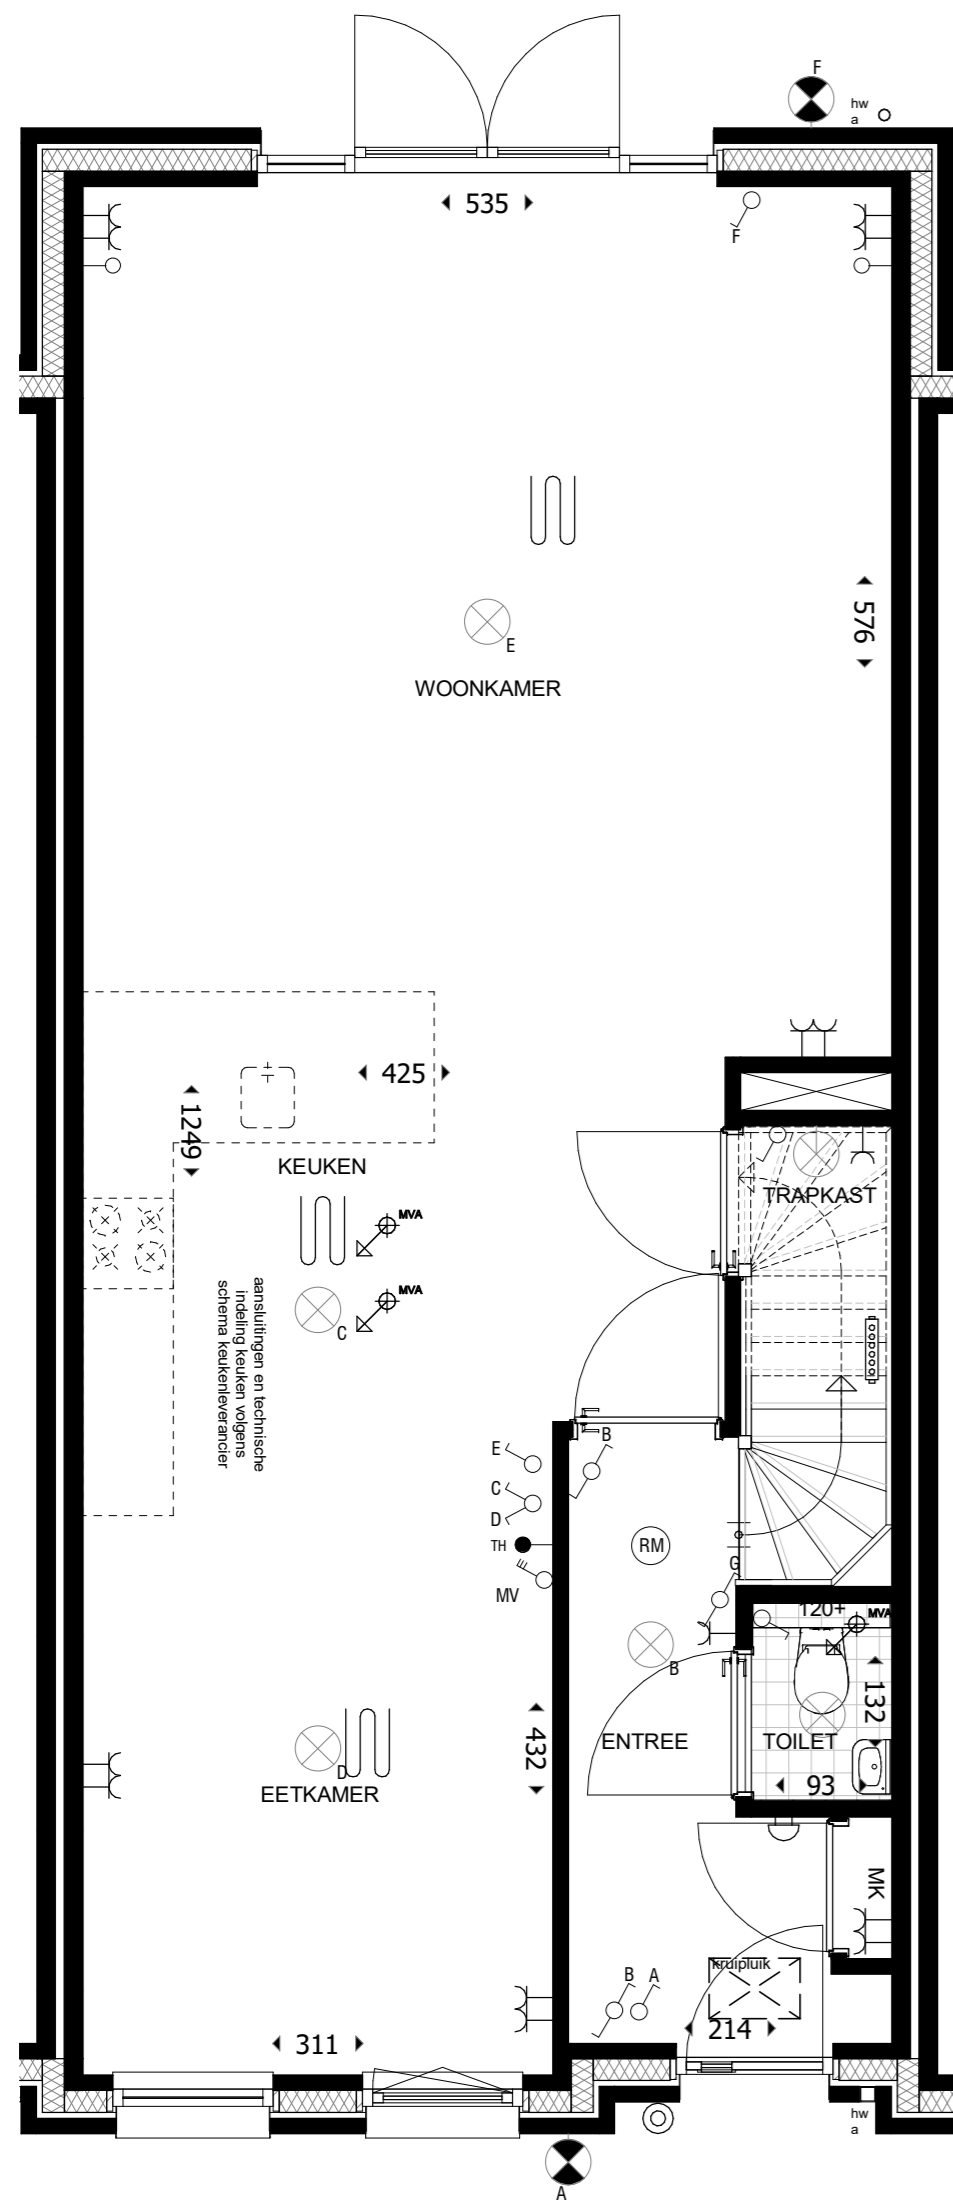 F
hw
a
535
F
576
E
WOONKAMER
425
1249
KEUKEN
TRAPKAST
MVA
MVA
C
aansluitingen en technische
indeling keuken volgens
schema keukenleverancier
B
E
C
D
TH
RM
MV
G
120+
MVA
B
132
432
ENTREE
TOILET
D
93
EETKAMER
MK
kruipluik
B
A
214
311
hw
a
A